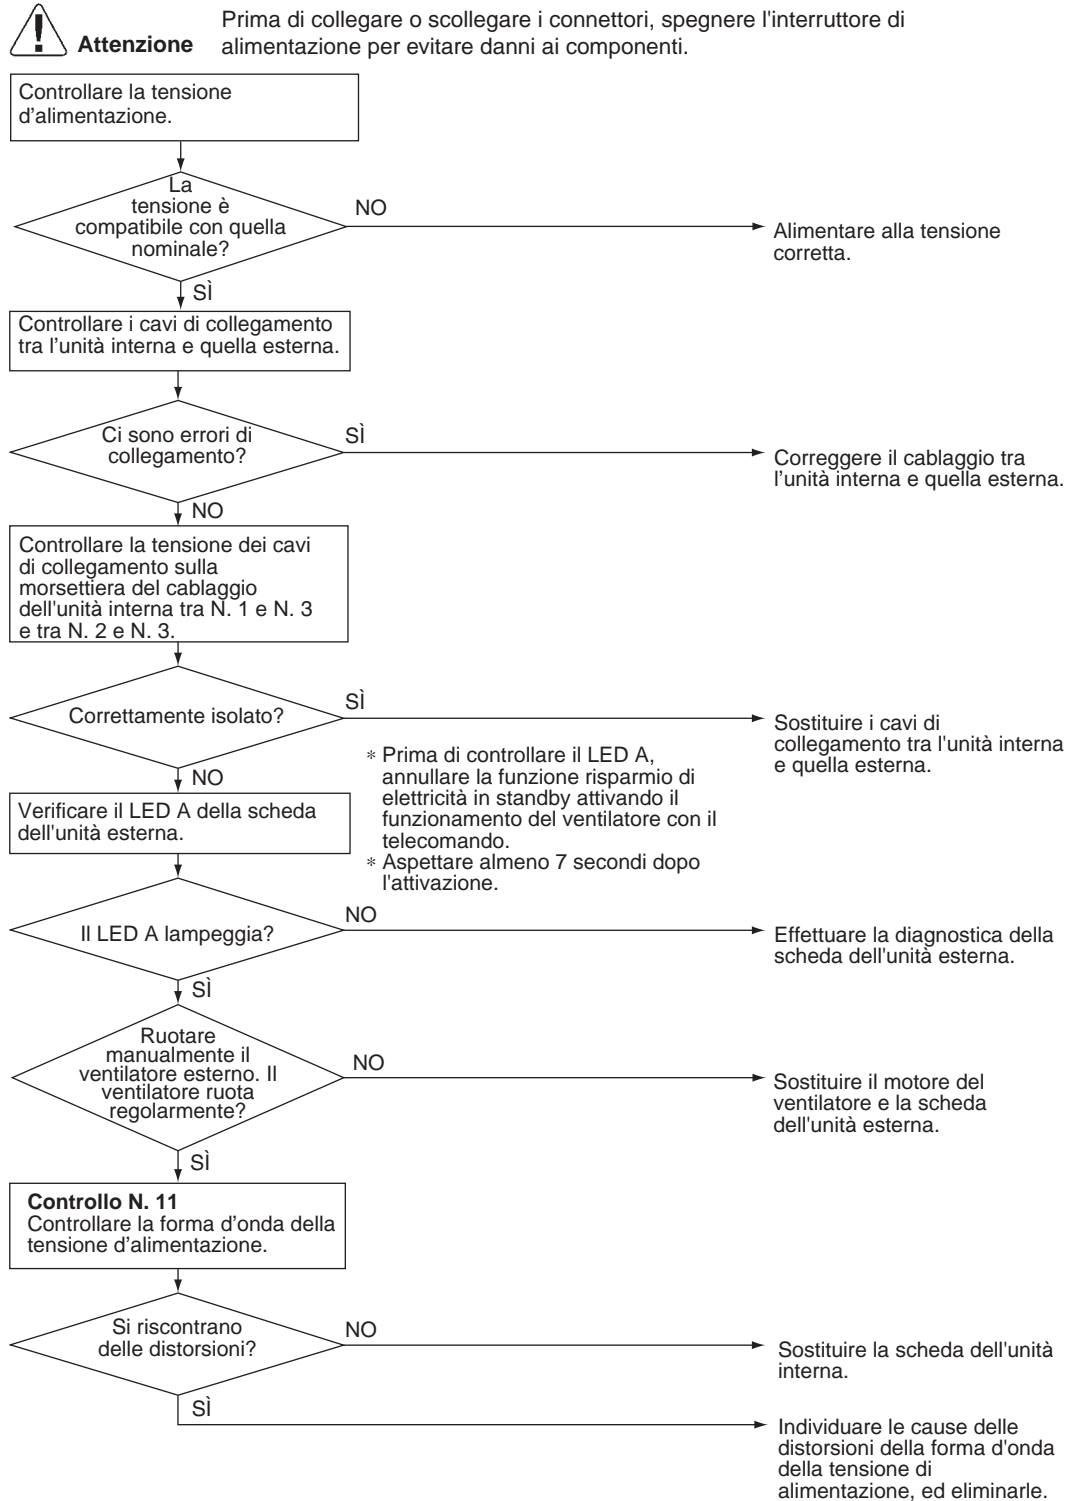 Prima di collegare o scollegare i connettori, spegnere l'interruttore di
Attenzione alimentazione per evitare danni ai componenti.
Controllare la tensione
d'alimentazione.
La
tensione è
compatibile con quella
nominale?
NO
Alimentare alla tensione
corretta.
SÌ
Controllare i cavi di collegamento
tra l'unità interna e quella esterna.
Ci sono errori di
collegamento?
SÌ
Correggere il cablaggio tra
l'unità interna e quella esterna.
NO
Controllare la tensione dei cavi
di collegamento sulla
morsettiera del cablaggio
dell'unità interna tra N. 1 e N. 3
e tra N. 2 e N. 3.
Correttamente isolato?
SÌ
Sostituire i cavi di
collegamento tra l'unità interna
e quella esterna.
NO
* Prima di controllare il LED A,
annullare la funzione risparmio di
elettricità in standby attivando il
funzionamento del ventilatore con il
telecomando.
* Aspettare almeno 7 secondi dopo
l'attivazione.
Verificare il LED A della scheda
dell'unità esterna.
Il LED A lampeggia?
NO
Effettuare la diagnostica della
scheda dell'unità esterna.
SÌ
Ruotare
manualmente il
ventilatore esterno. Il
ventilatore ruota
regolarmente?
NO
Sostituire il motore del
ventilatore e la scheda
dell'unità esterna.
SÌ
Controllo N. 11
Controllare la forma d'onda della
tensione d'alimentazione.
Si riscontrano
delle distorsioni?
NO
Sostituire la scheda dell'unità
interna.
SÌ
Individuare le cause delle
distorsioni della forma d'onda
della tensione di
alimentazione, ed eliminarle.